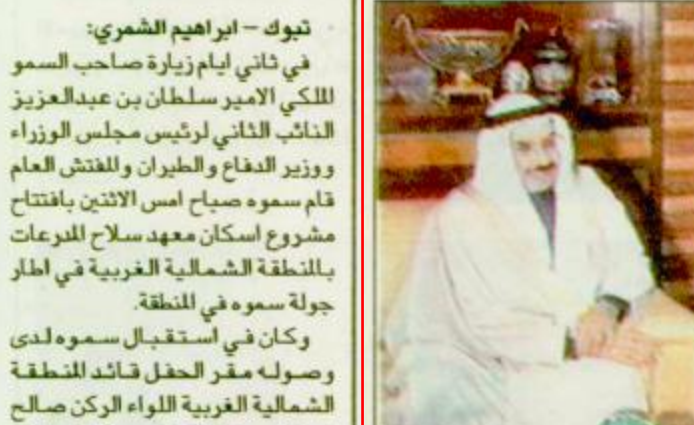 تبوك – ابراهيم الشمري:
في ثاني ايام زيارة صاحب السمو
الملكي الامير سلطان بن عبدالعزيز
النائب الثاني لرئيس مجلس الوزراء
ووزير الدفاع والطيران والمفتش العام
قام سموه صباح امس الاثنين بافتتاح
مشروع اسكان معهد سلاح المدرعات
بالمنطقة الشمالية الغربية في اطار
جولة سموه في المنطقة.
وكان في استقبال سموه لدى
وصوله مقر الحفل قائد المنطقة
الشمالية الغربية اللواء الركن صالح